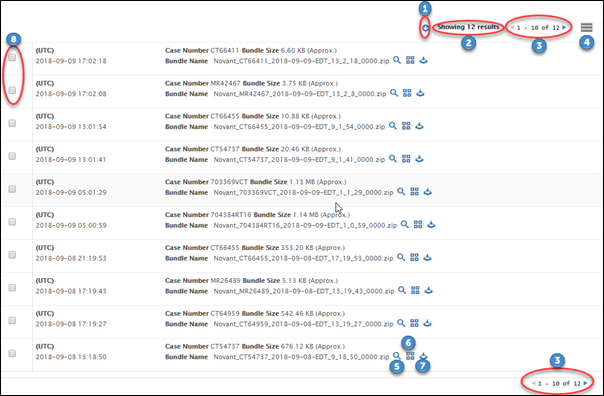 1
Showing 12 results
1 - 10 of 12
2
3
4
8
(UTC)
Case Number CT66411 Bundle Size 6.60 KB (Approx.)
2018-09-09 17:02:18
Bundle Name Novant_CT66411_2018-09-09-EDT_13_2_18_0000.zip
(UTC)
Case Number MR42467 Bundle Size 3.75 KB (Approx.)
2018-09-09 17:02:08
Bundle Name Novant_MR42467_2018-09-09-EDT_13_2_8_0000.zip
(UTC)
Case Number CT66455 Bundle Size 10.88 KB (Approx.)
2018-09-09 13:01:54
Bundle Name Novant_CT66455_2018-09-09-EDT_9_1_54_0000.zip
(UTC)
Case Number CT54737 Bundle Size 20.46 KB (Approx.)
2018-09-09 13:01:41
Bundle Name Novant_CT54737_2018-09-09-EDT_9_1_41_0000.zip
(UTC)
Case Number 703369VCT Bundle Size 1.13 MB (Approx.)
2018-09-09 05:01:29
Bundle Name Novant_703369VCT_2018-09-09-EDT_1_1_29_0000.zip
(UTC)
Case Number 704384RT16 Bundle Size 1.14 MB (Approx.)
2018-09-09 05:00:59
Bundle Name Novant_704384RT16_2018-09-09-EDT_1_0_59_0000.zip
(UTC)
Case Number CT66455 Bundle Size 353.20 KB (Approx.)
2018-09-08 21:19:53
Bundle Name Novant_CT66455_2018-09-08-EDT_17_19_53_0000.zip
(UTC)
Case Number MR26489 Bundle Size 5.13 KB (Approx.)
2018-09-08 17:19:43
Bundle Name Novant_MR26489_2018-09-08-EDT_13_19_43_0000.zip
(UTC)
Case Number CT64959 Bundle Size 542.46 KB (Approx.)
2018-09-08 17:19:27
Bundle Name Novant_CT64959_2018-09-08-EDT_13_19_27_0000.zip
(UTC)
Case Number CT54737 Bundle Size 676.12 KB (Approx.)
2018-09-08 13:18:50
Bundle Name Novant_CT54737_2018-09-08-EDT_9_18_50_0000.zip
6
5
7
3
1 - 10 of 12